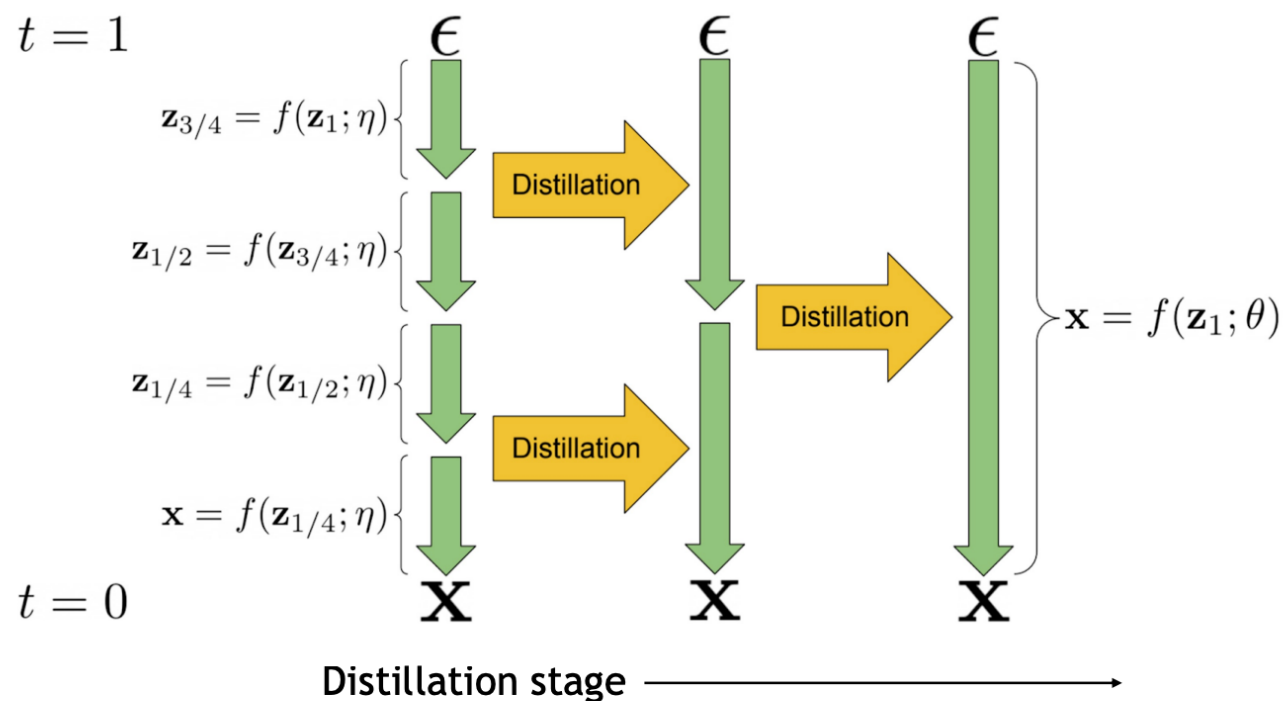 t = 1
ϵ ϵ ϵ
z_{3/4} = f(z_1; η)
Distillation
z_{1/2} = f(z_{3/4}; η)
Distillation
x = f(z_1; θ)
z_{1/4} = f(z_{1/2}; η)
Distillation
x = f(z_{1/4}; η)
t = 0
x x x
Distillation stage